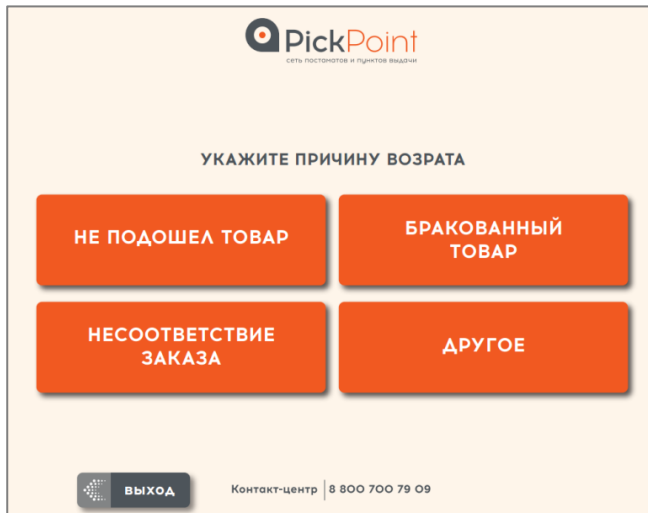 PickPoint
сеть постаматов и пунктов выдачи
УКАЖИТЕ ПРИЧИНУ ВОЗРАТА
НЕ ПОДОШЕЛ ТОВАР
БРАКОВАННЫЙ
ТОВАР
НЕСООТВЕТСТВИЕ
ЗАКАЗА
ДРУГОЕ
ВЫХОД
Контакт-центр 8 800 700 79 09